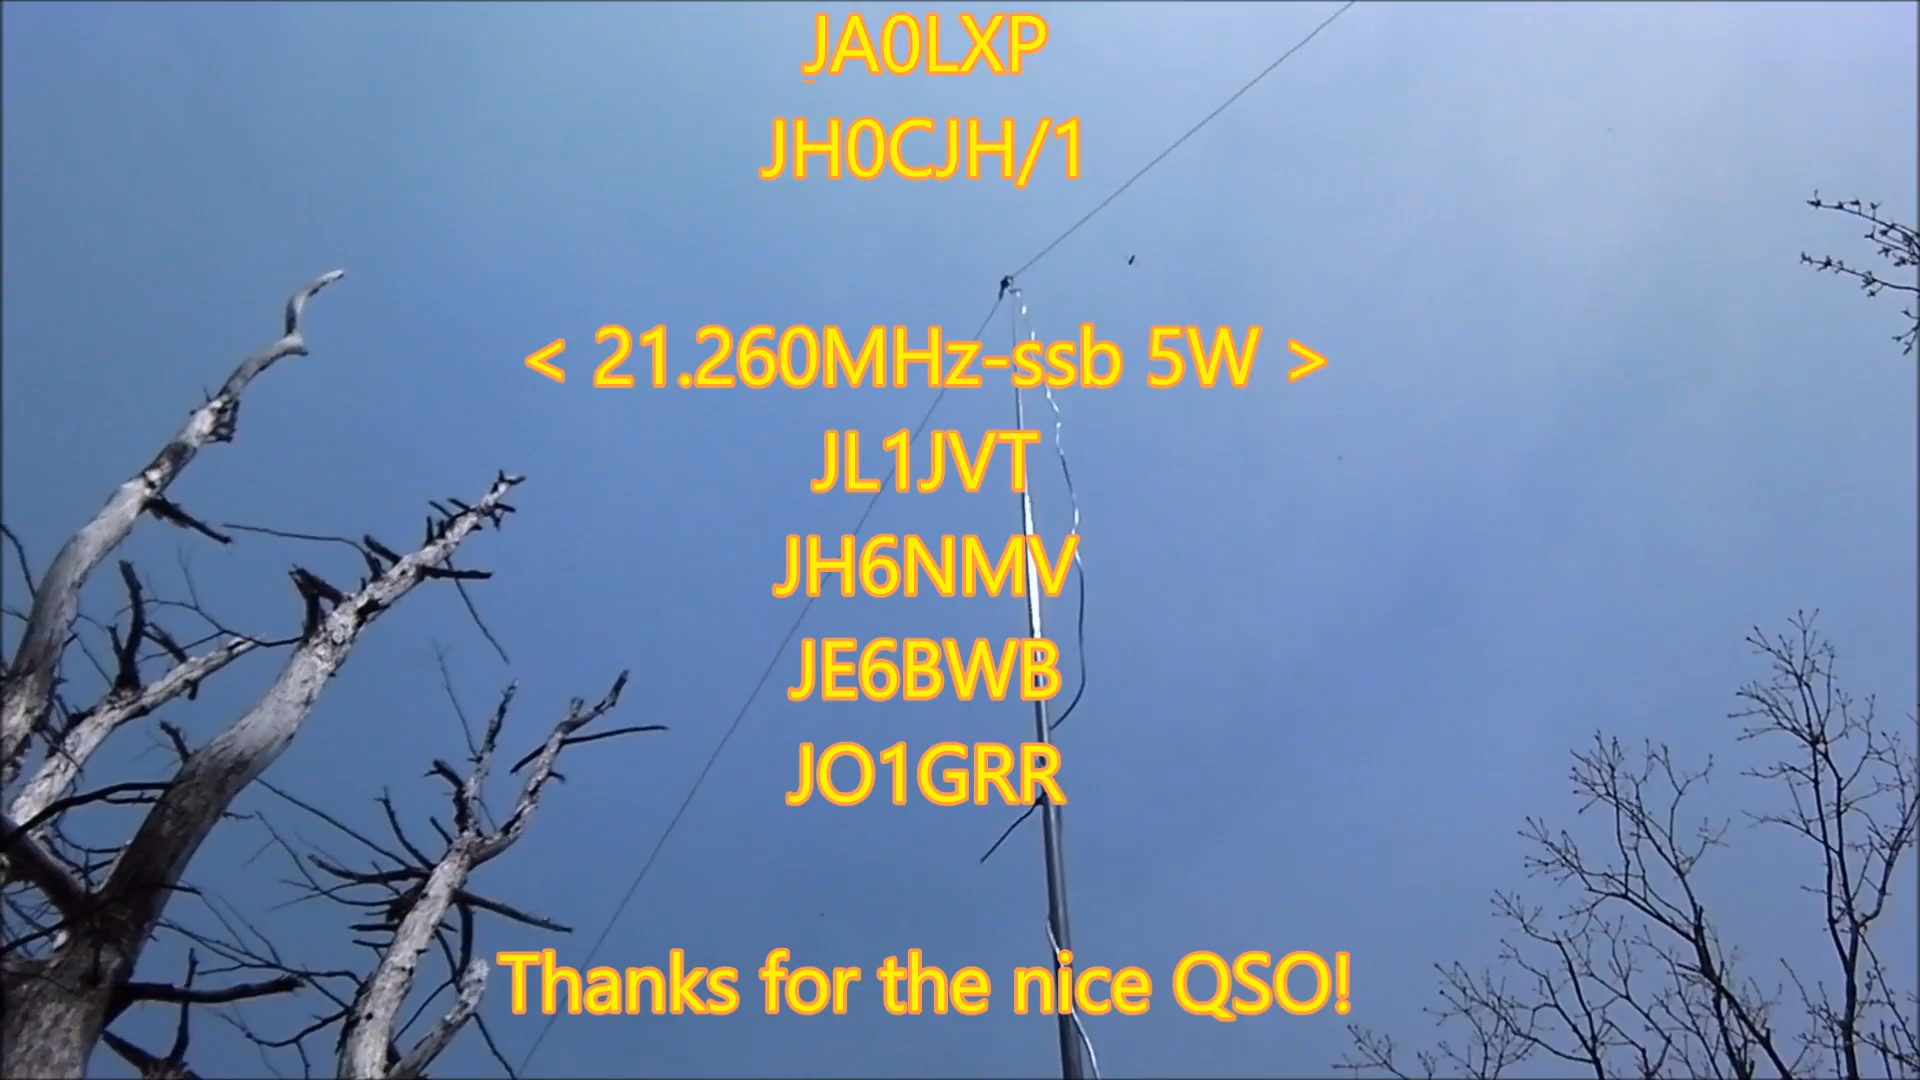 JA0LXP
JH0CJH/1
< 21.260MHz-ssb 5W >
JL1JVT
JH6NMV
JE6BWB
JO1GRR
Thanks for the nice QSO!